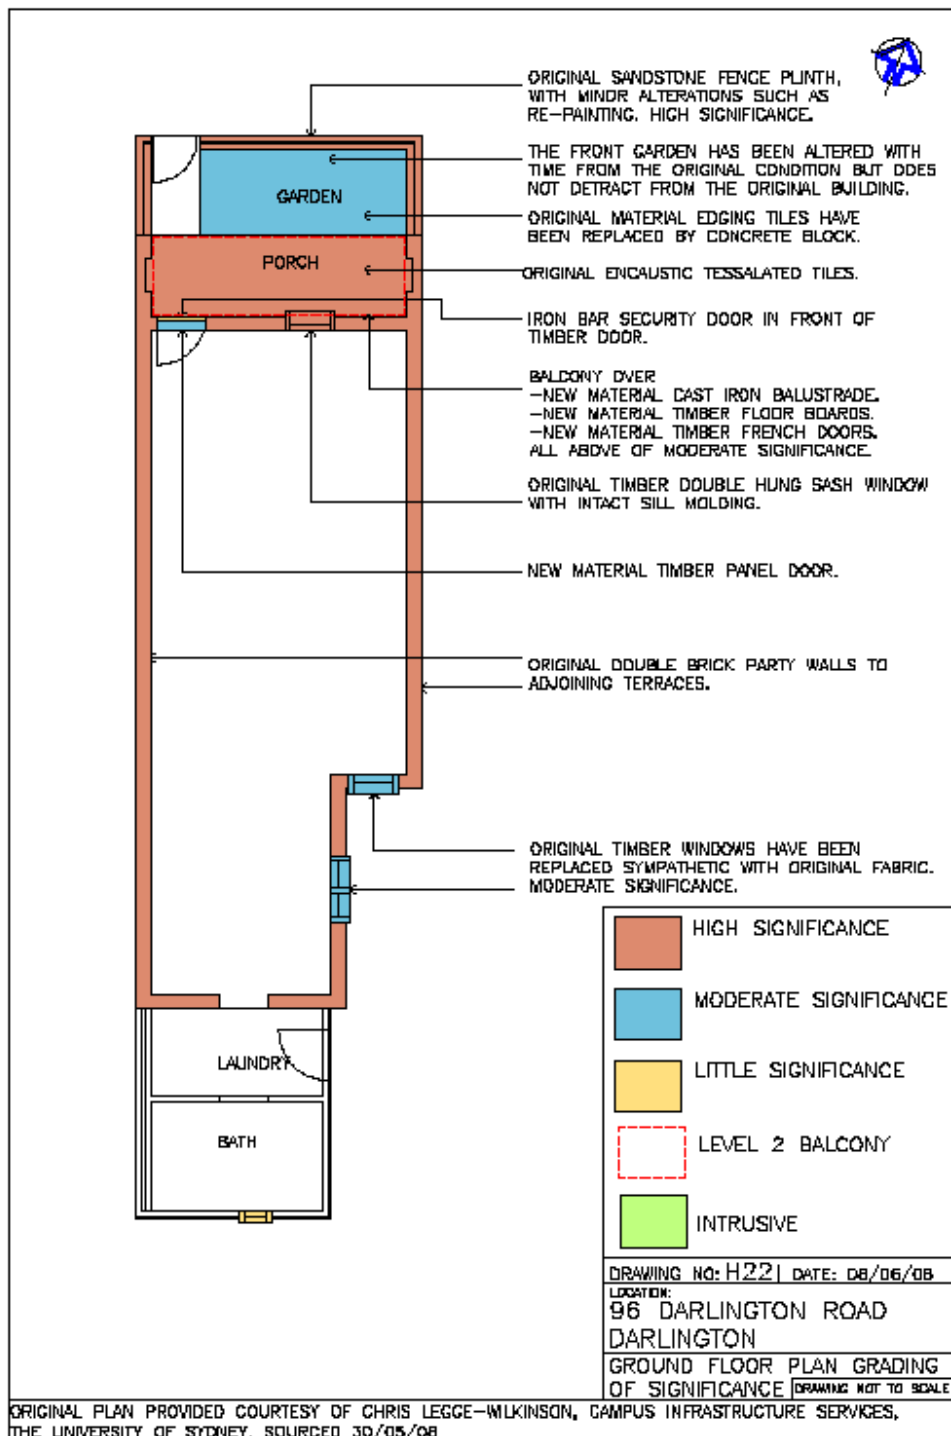 ORIGINAL SANDSTONE FENCE PLINTH,
WITH MINOR ALTERATIONS SUCH AS
RE-PAINTING. HIGH SIGNIFICANCE.
THE FRONT GARDEN HAS BEEN ALTERED WITH
TIME FROM THE ORIGINAL CONDITION BUT DOES
NOT DETRACT FROM THE ORIGINAL BUILDING.
GARDEN
ORIGINAL MATERIAL EDGING TILES HAVE
BEEN REPLACED BY CONCRETE BLOCK.
PORCH
ORIGINAL ENCAUSTIC TESSALATED TILES.
IRON BAR SECURITY DOOR IN FRONT OF
TIMBER DOOR.
BALCONY OVER
-NEW MATERIAL CAST IRON BALUSTRADE.
-NEW MATERIAL TIMBER FLOOR BOARDS.
-NEW MATERIAL TIMBER FRENCH DOORS.
ALL ABOVE OF MODERATE SIGNIFICANCE.
ORIGINAL TIMBER DOUBLE HUNG SASH WINDOW
WITH INTACT SILL MOLDING.
NEW MATERIAL TIMBER PANEL DOOR.
ORIGINAL DOUBLE BRICK PARTY WALLS TO
ADJOINING TERRACES.
ORIGINAL TIMBER WINDOWS HAVE BEEN
REPLACED SYMPATHETIC WITH ORIGINAL FABRIC.
MODERATE SIGNIFICANCE.
LAUNDRY
BATH
HIGH SIGNIFICANCE
MODERATE SIGNIFICANCE
LITTLE SIGNIFICANCE
LEVEL 2 BALCONY
INTRUSIVE
DRAWING NO: H22 DATE: 08/06/08
LOCATION:
96 DARLINGTON ROAD
DARLINGTON
GROUND FLOOR PLAN GRADING
OF SIGNIFICANCE DRAWING NOT TO SCALE
ORIGINAL PLAN PROVIDED COURTESY OF CHRIS LEGGE-WILKINSON, CAMPUS INFRASTRUCTURE SERVICES,
THE UNIVERSITY OF SYDNEY. SOURCED 30/05/08